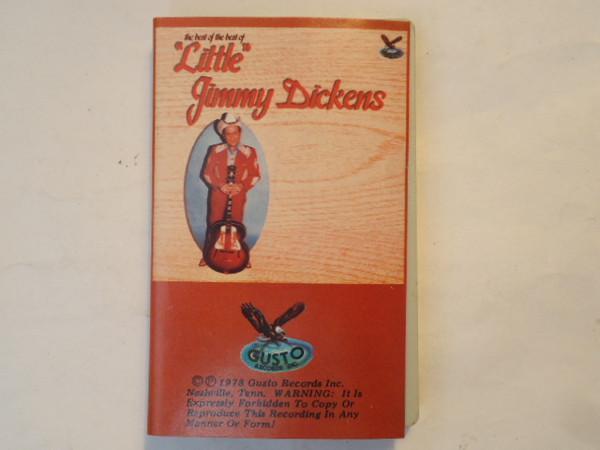 the best of the best of
"Little"
Jimmy Dickens
GUSTO
RECORDS INC.
©℗ 1978 Gusto Records Inc.
Nashville, Tenn. WARNING: It Is
Expressly Forbidden To Copy Or
Reproduce This Recording In Any
Manner Or Form!